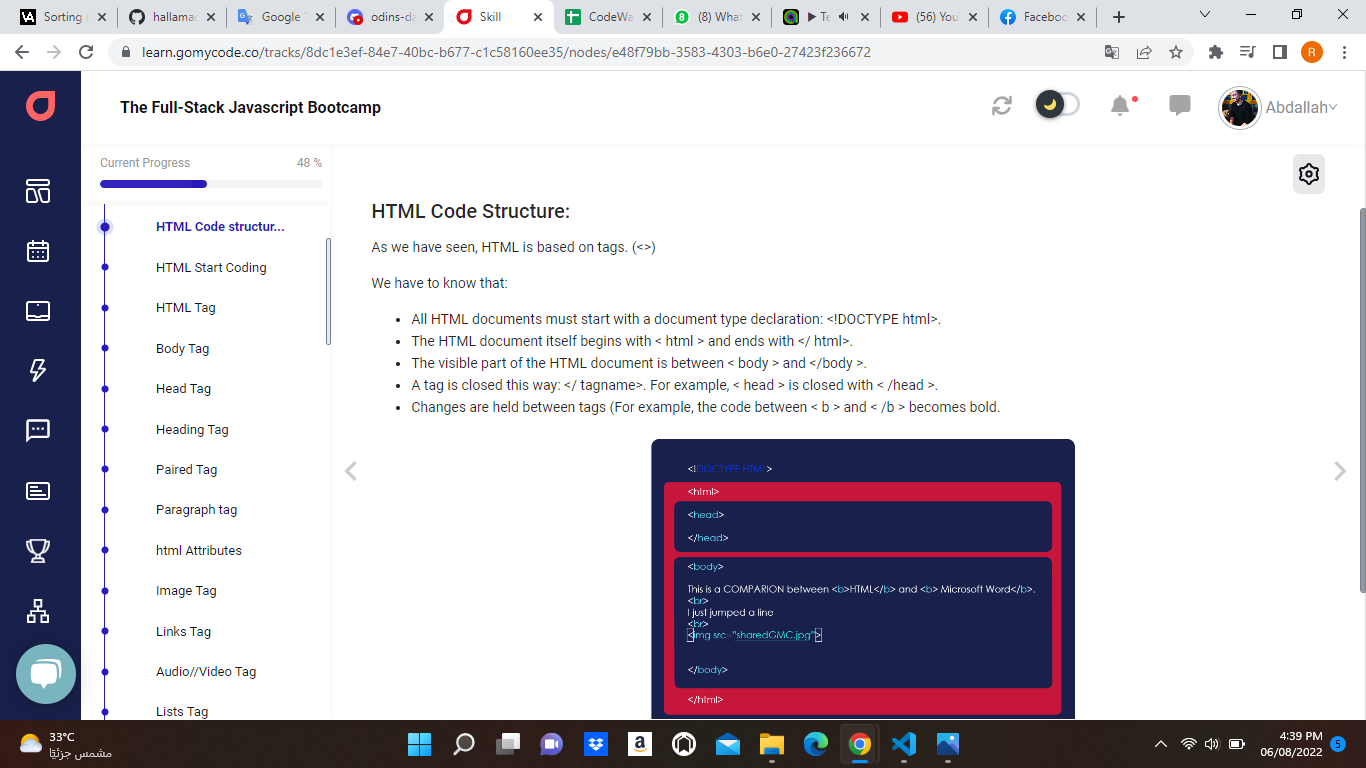 Sorting (
hallamac
Google T
odins-da
Skill
CodeWa
(8) What
Te
(56) You
Faceboo
learn.gomycode.co/tracks/8dc1e3ef-84e7-40bc-b677-c1c58160ee35/nodes/e48f79bb-3583-4303-b6e0-27423f236672
R
The Full-Stack Javascript Bootcamp
Abdallah
Current Progress
48 %
HTML Code structur...
HTML Start Coding
HTML Tag
Body Tag
Head Tag
Heading Tag
Paired Tag
Paragraph tag
html Attributes
Image Tag
Links Tag
Audio//Video Tag
Lists Tag
HTML Code Structure:
As we have seen, HTML is based on tags. (<>)
We have to know that:
All HTML documents must start with a document type declaration: <!DOCTYPE html>.
The HTML document itself begins with < html > and ends with </ html>.
The visible part of the HTML document is between < body > and </body >.
A tag is closed this way: </ tagname>. For example, < head > is closed with < /head >.
Changes are held between tags (For example, the code between < b > and < /b > becomes bold.
<!DOCTYPE HTML>
<html>
<head>
</head>
<body>
This is a COMPARION between <b>HTML</b> and <b> Microsoft Word</b>.
<br>
I just jumped a line
<br>
<img src="sharedGMC.jpg">
</body>
</html>
33°C
مشمس جزئيًا
4:39 PM
06/08/2022
5